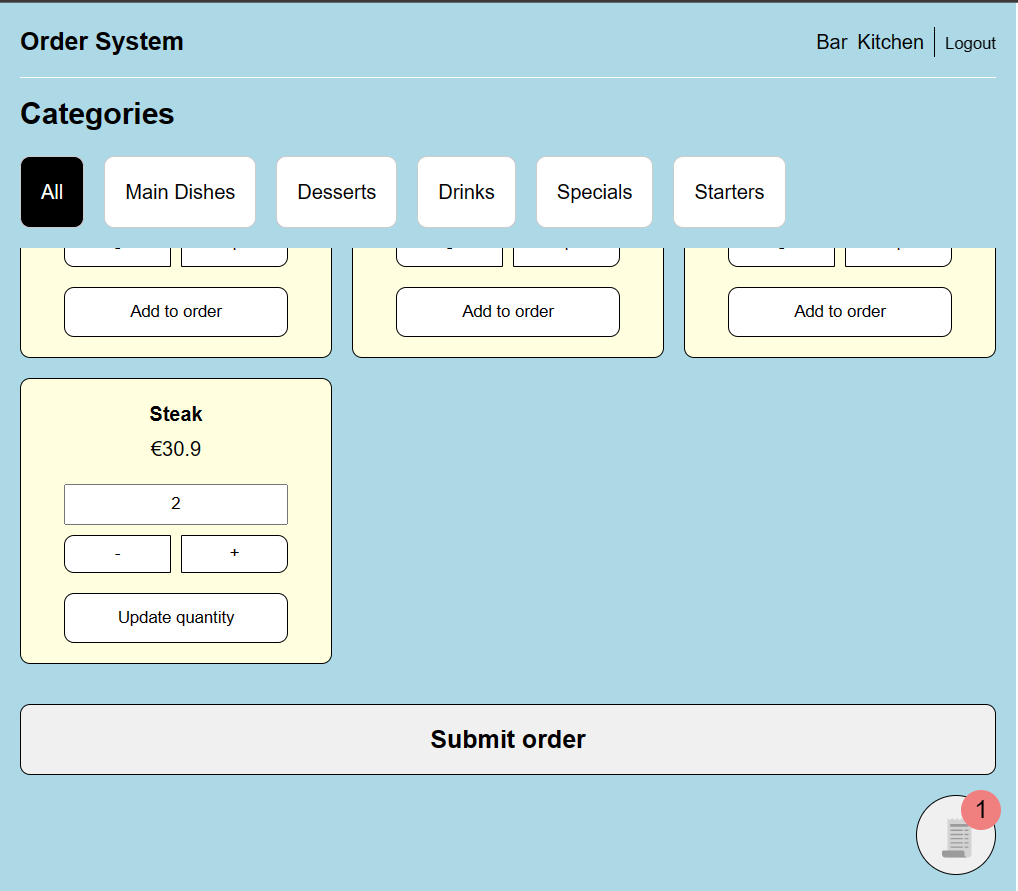 Order System
Bar Kitchen Logout
Categories
All Main Dishes Desserts Drinks Specials Starters
Add to order Add to order Add to order
Steak
€30.9
2
- +
Update quantity
Submit order
1